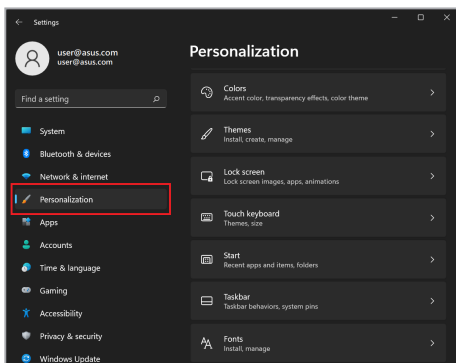 Settings
user@asus.com
user@asus.com
Find a setting
System
Bluetooth & devices
Network & internet
Personalization
Apps
Accounts
Time & language
Gaming
Accessibility
Privacy & security
Windows Update
Personalization
Colors
Accent color, transparency effects, color theme
Themes
Install, create, manage
Lock screen
Lock screen images, apps, animations
Touch keyboard
Themes, size
Start
Recent apps and items, folders
Taskbar
Taskbar behaviors, system pins
Fonts
Install, manage